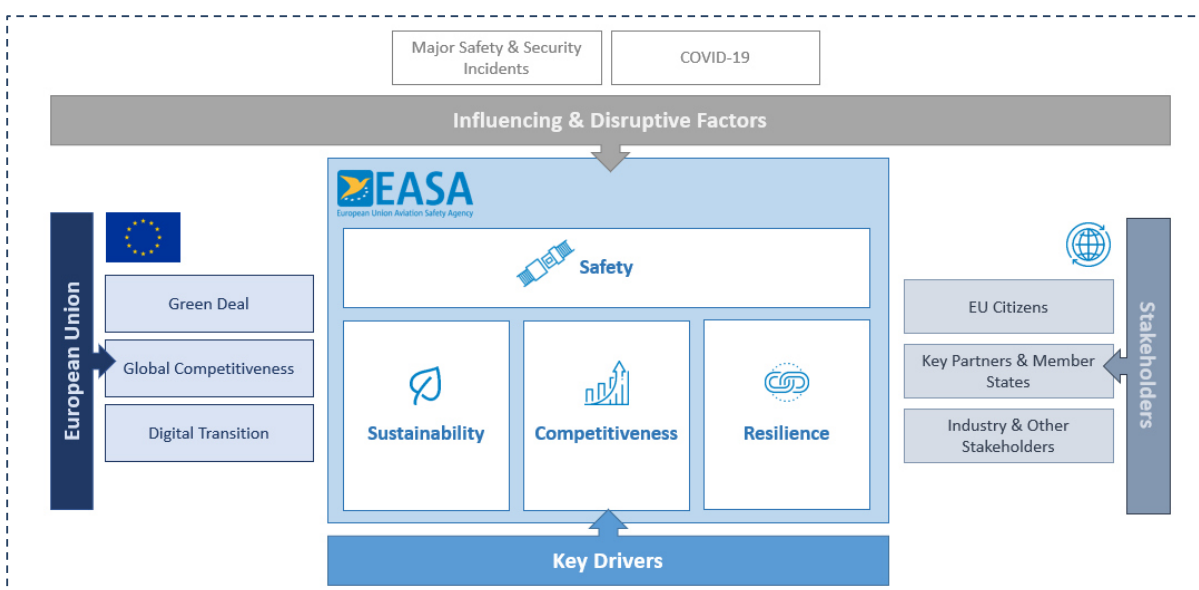 Major Safety & Security
Incidents
COVID-19
Influencing & Disruptive Factors
EASA
European Union Aviation Safety Agency
European Union
Green Deal
Global Competitiveness
Digital Transition
Safety
Sustainability
Competitiveness
Resilience
EU Citizens
Key Partners & Member
States
Industry & Other
Stakeholders
Stakeholders
Key Drivers